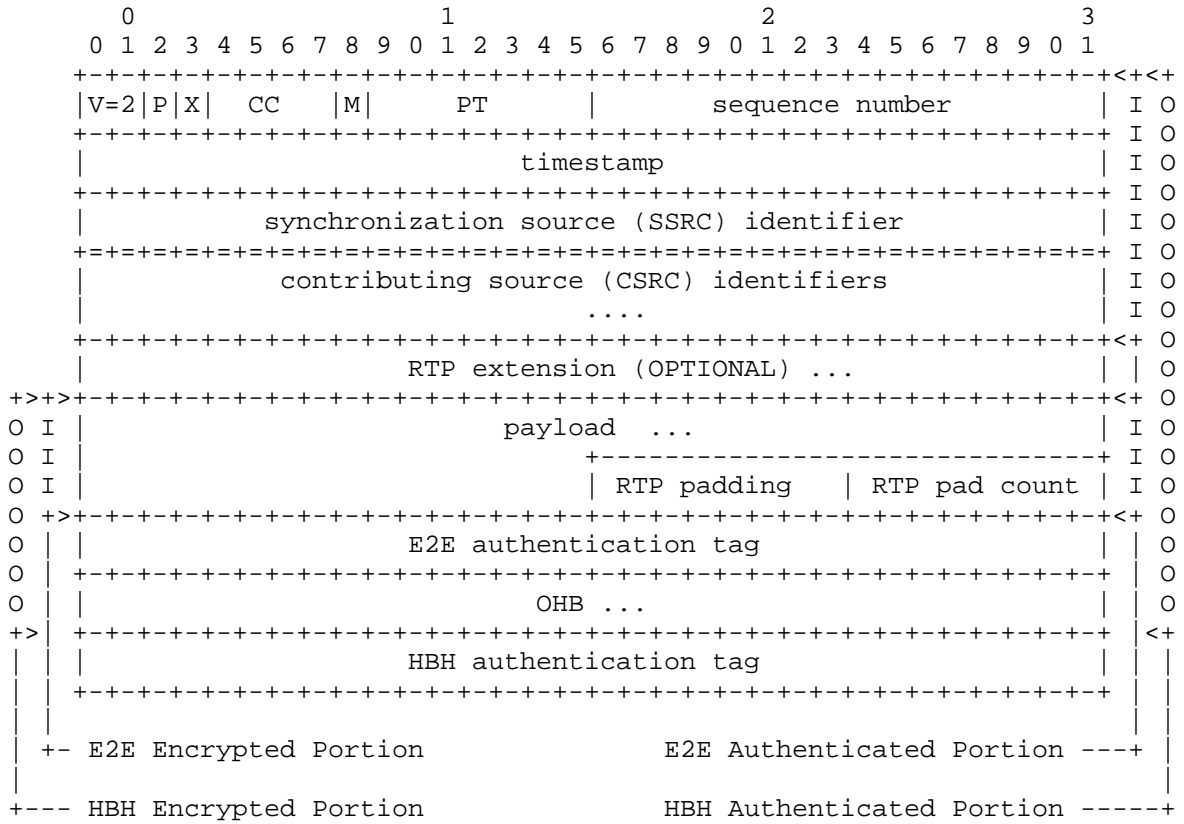 0                   1                   2                   3
    0 1 2 3 4 5 6 7 8 9 0 1 2 3 4 5 6 7 8 9 0 1 2 3 4 5 6 7 8 9 0 1
    +-+-+-+-+-+-+-+-+-+-+-+-+-+-+-+-+-+-+-+-+-+-+-+-+-+-+-+-+-+-+-+-+<+<+
    |V=2|P|X|  CC   |M|     PT      |       sequence number         | I O
    +-+-+-+-+-+-+-+-+-+-+-+-+-+-+-+-+-+-+-+-+-+-+-+-+-+-+-+-+-+-+-+-+ I O
    |                           timestamp                           | I O
    +-+-+-+-+-+-+-+-+-+-+-+-+-+-+-+-+-+-+-+-+-+-+-+-+-+-+-+-+-+-+-+-+ I O
    |           synchronization source (SSRC) identifier            | I O
    +=+=+=+=+=+=+=+=+=+=+=+=+=+=+=+=+=+=+=+=+=+=+=+=+=+=+=+=+=+=+=+=+ I O
    |            contributing source (CSRC) identifiers             | I O
    |                               ....                            | I O
    +-+-+-+-+-+-+-+-+-+-+-+-+-+-+-+-+-+-+-+-+-+-+-+-+-+-+-+-+-+-+-+-+<+ O
    |                    RTP extension (OPTIONAL) ...               | | O
+>+>+-+-+-+-+-+-+-+-+-+-+-+-+-+-+-+-+-+-+-+-+-+-+-+-+-+-+-+-+-+-+-+-+<+ O
O I |                          payload  ...                         | I O
O I |                               +-------------------------------+ I O
O I |                               | RTP padding   | RTP pad count | I O
O +>+-+-+-+-+-+-+-+-+-+-+-+-+-+-+-+-+-+-+-+-+-+-+-+-+-+-+-+-+-+-+-+-+<+ O
O | |                    E2E authentication tag                     | | O
O | +-+-+-+-+-+-+-+-+-+-+-+-+-+-+-+-+-+-+-+-+-+-+-+-+-+-+-+-+-+-+-+-+ | O
O | |                            OHB ...                            | | O
+>| +-+-+-+-+-+-+-+-+-+-+-+-+-+-+-+-+-+-+-+-+-+-+-+-+-+-+-+-+-+-+-+-+ |<+
| | |                    HBH authentication tag                     | | |
| | +-+-+-+-+-+-+-+-+-+-+-+-+-+-+-+-+-+-+-+-+-+-+-+-+-+-+-+-+-+-+-+-+ | |
| |                                                                   | |
| +- E2E Encrypted Portion               E2E Authenticated Portion ---+ |
|                                                                       |
+--- HBH Encrypted Portion               HBH Authenticated Portion -----+